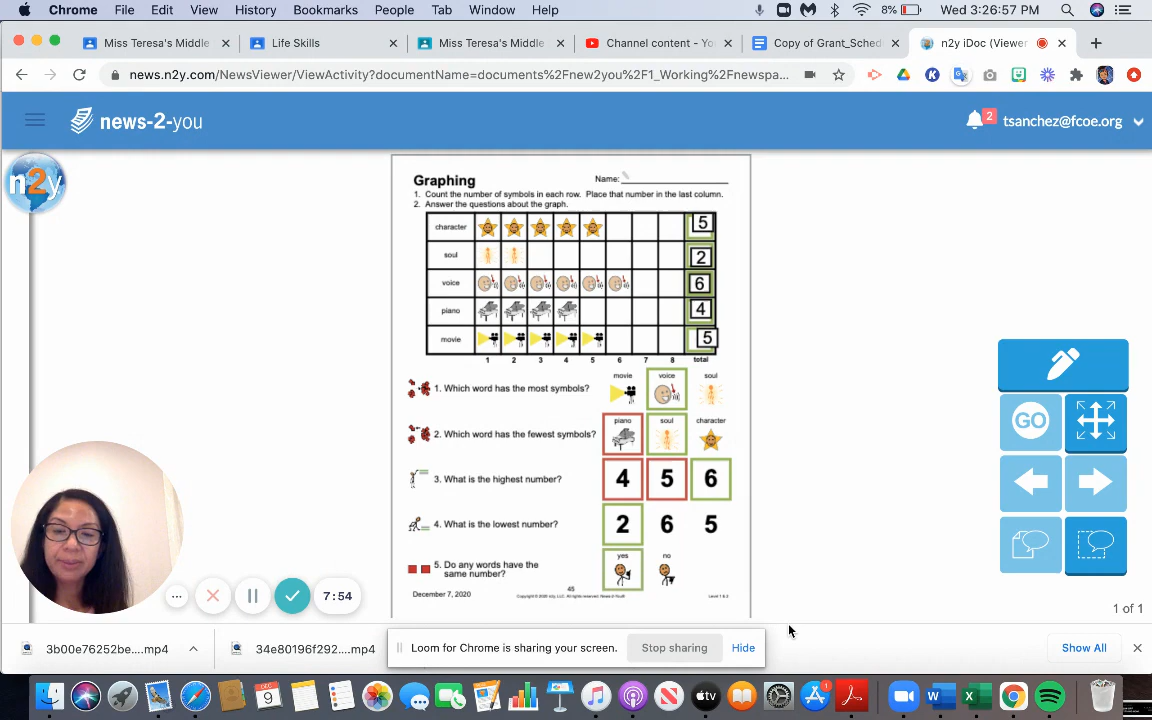 Chrome File Edit View History Bookmarks People Tab Window Help 8% Wed 3:26:57 PM
Miss Teresa's Middle Life Skills Miss Teresa's Middle Channel content - Yo Copy of Grant_Sched n2y iDoc (Viewer
news.n2y.com/NewsViewer/ViewActivity?documentName=documents%2Fnew2you%2F1_Working%2Fnewspa...
news-2-you 2 tsanchez@fcoe.org
n2y
Graphing Name:
1. Count the number of symbols in each row. Place that number in the last column.
2. Answer the questions about the graph.
character 5
soul 2
voice 6
piano 4
movie 5
1 2 3 4 5 6 7 8 total
movie voice soul
1. Which word has the most symbols?
piano soul character
2. Which word has the fewest symbols?
3. What is the highest number? 4 5 6
4. What is the lowest number? 2 6 5
yes no
5. Do any words have the
same number?
December 7, 2020 45 Level 1 & 2
GO
7:54
1 of 1
3b00e76252be....mp4 34e80196f292....mp4 Loom for Chrome is sharing your screen. Stop sharing Hide Show All
DEC
9
tv